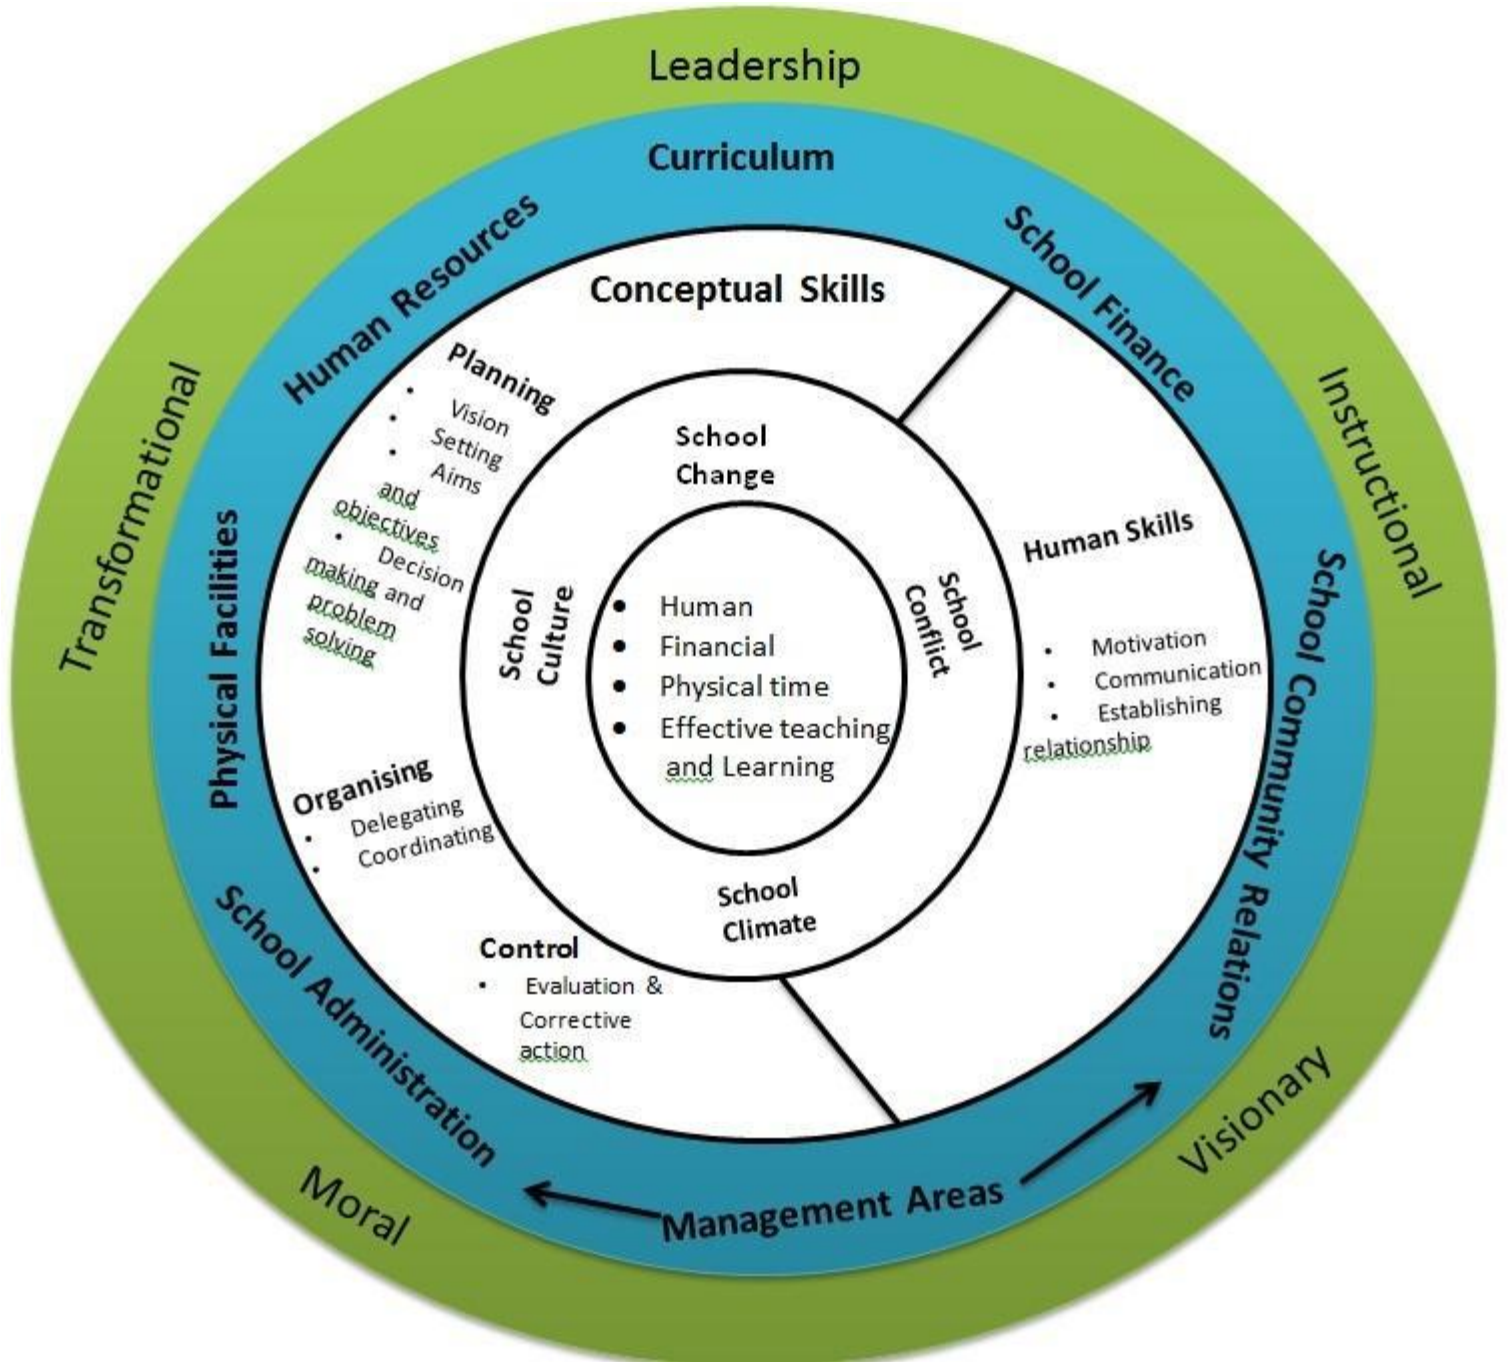 Leadership
Transformational
Instructional
Moral
Visionary
Curriculum
Human Resources
School Finance
Physical Facilities
School Community Relations
School Administration
Management Areas
Conceptual Skills
Planning
• Vision
• Setting
• Aims
and
objectives
• Decision
making and
problem
solving
Organising
• Delegating
• Coordinating
Control
• Evaluation &
Corrective
action
Human Skills
• Motivation
• Communication
• Establishing
relationship
School
Change
School
Culture
School
Conflict
School
Climate
• Human
• Financial
• Physical time
• Effective teaching
and Learning